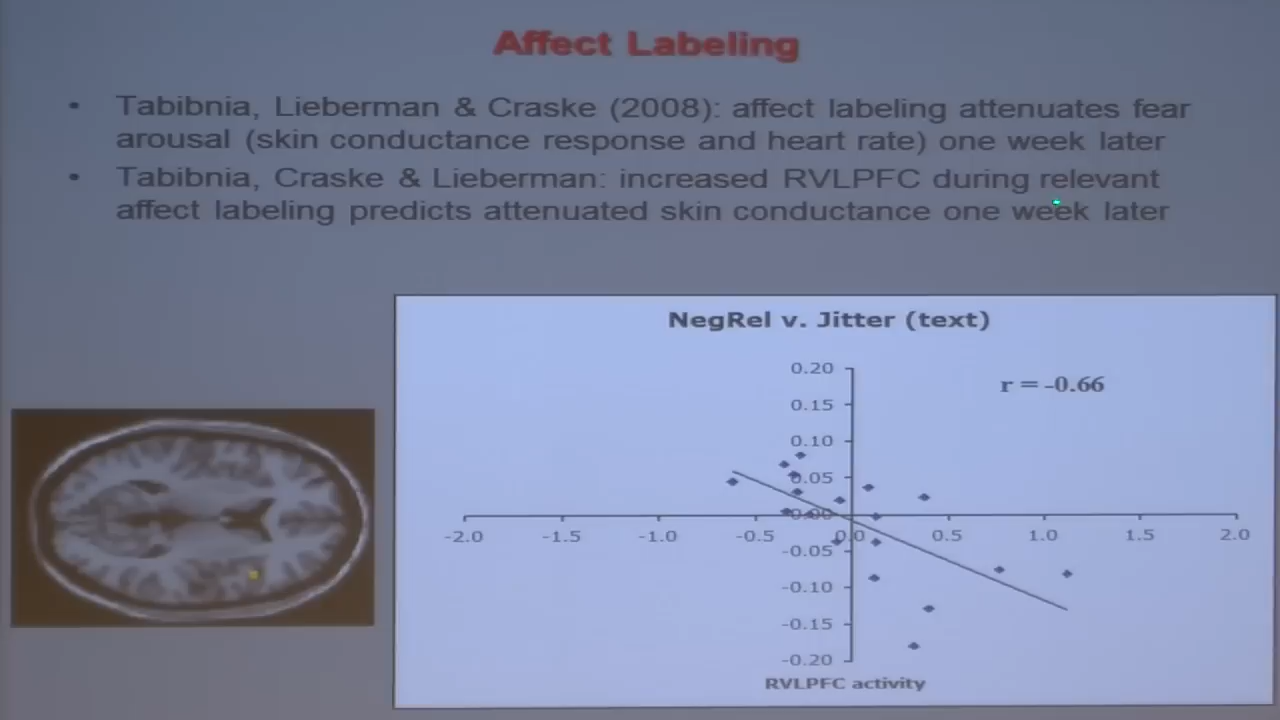 Affect Labeling
• Tabibnia, Lieberman & Craske (2008): affect labeling attenuates fear
arousal (skin conductance response and heart rate) one week later
• Tabibnia, Craske & Lieberman: increased RVLPFC during relevant
affect labeling predicts attenuated skin conductance one week later
NegRel v. Jitter (text)
r = -0.66
0.20
0.15
0.10
0.05
0.00
-2.0 -1.5 -1.0 -0.5 0.0 0.5 1.0 1.5 2.0
-0.05
-0.10
-0.15
-0.20
RVLPFC activity